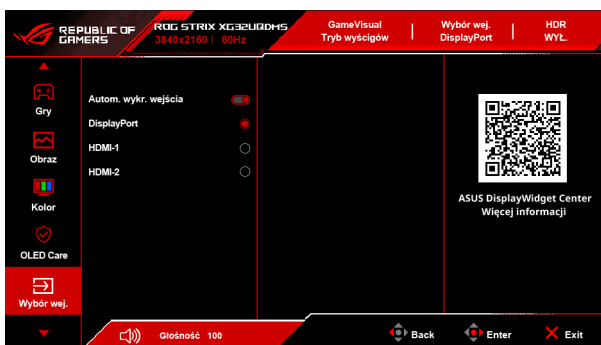 REPUBLIC OF
GAMERS
ROG STRIX XG32UQDMS
3840x2160 | 60Hz
GameVisual
Tryb wyścigów
Wybór wej.
DisplayPort
HDR
WYŁ.
Gry
Obraz
Kolor
OLED Care
Wybór wej.
Autom. wykr. wejścia
DisplayPort
HDMI-1
HDMI-2
ASUS DisplayWidget Center
Więcej informacji
Głośność 100
Back
Enter
Exit